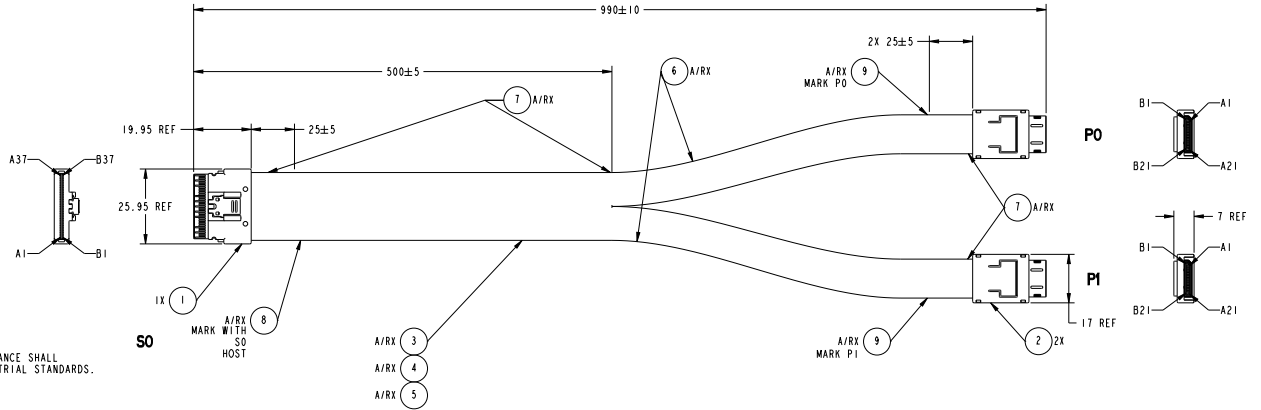 990±10
2X 25±5
500±5
6 A/RX
A/RX 9
MARK P0
7 A/RX
19.95 REF
25±5
B1
A1
P0
A37
B37
B21
A21
25.95 REF
7 A/RX
7 REF
B1
A1
A1
B1
P1
1X 1
B21
A21
17 REF
A/RX 8
MARK WITH
S0
HOST
S0
A/RX 3
A/RX 9
MARK P1
2 2X
ANCE SHALL
TRIAL STANDARDS.
A/RX 4
A/RX 5